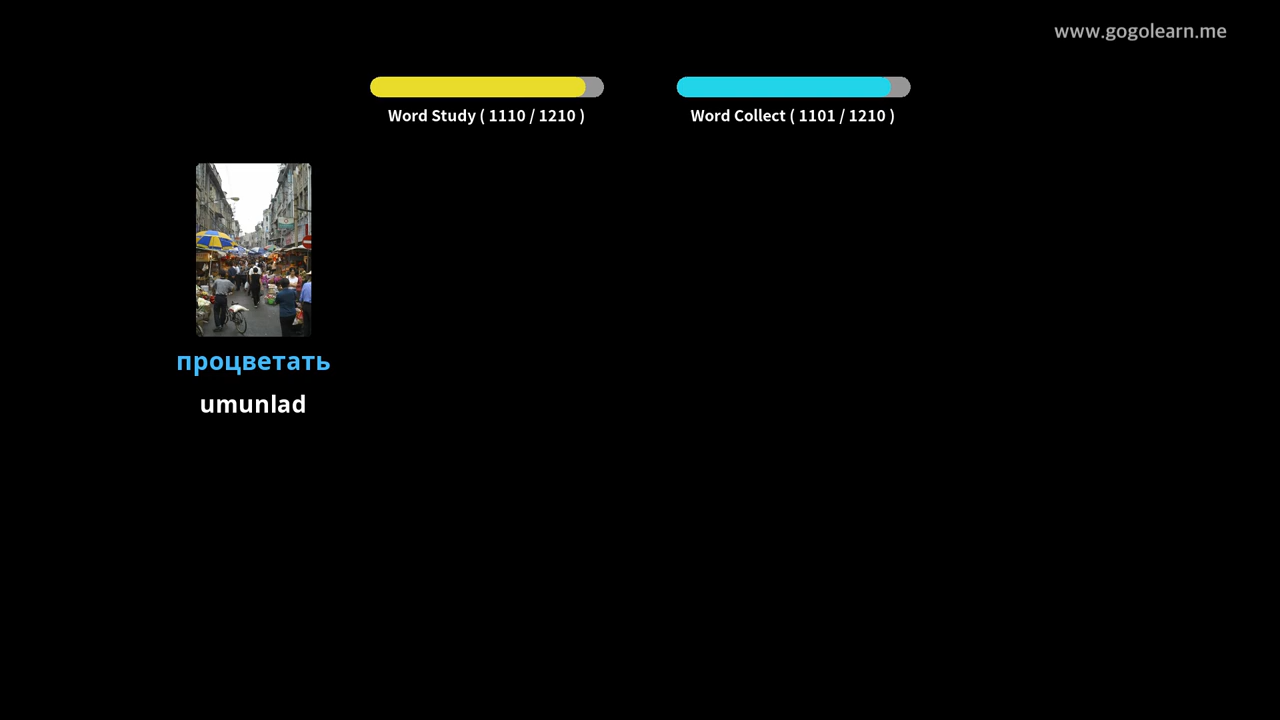 www.gogolearn.me
Word Study ( 1110 / 1210 )
Word Collect ( 1101 / 1210 )
процветать
umunlad